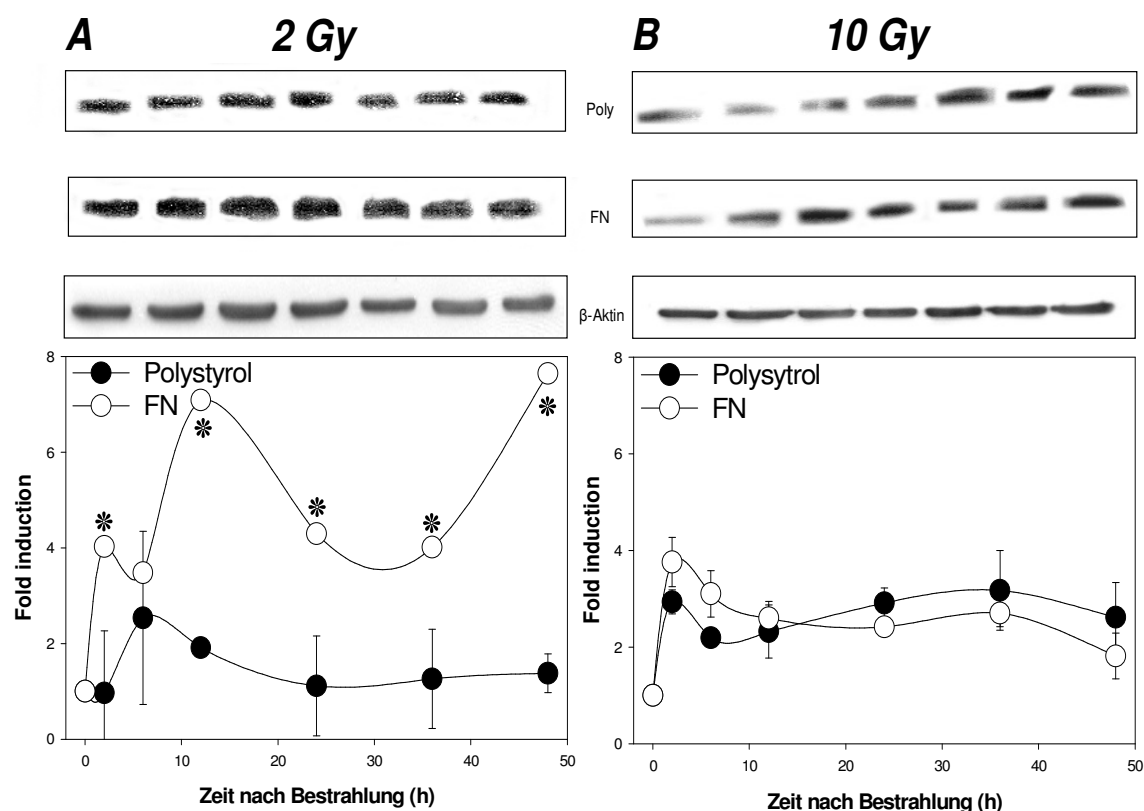 A 2 Gy
B 10 Gy
Poly
FN
β-Aktin
Polystyrol
FN
8
6
4
2
0
Fold induction
0 10 20 30 40 50
Zeit nach Bestrahlung (h)
Polysytrol
FN
8
6
4
2
0
Fold induction
0 10 20 30 40 50
Zeit nach Bestrahlung (h)